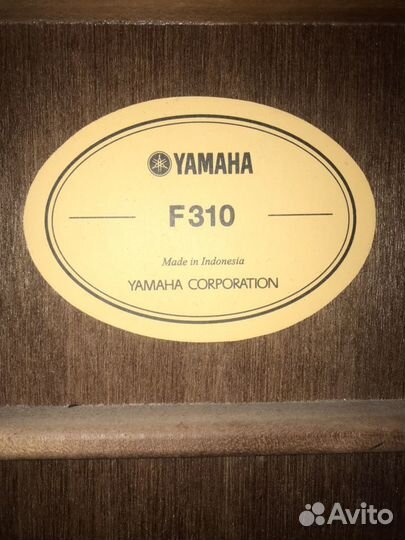 YAMAHA
F310
Made in Indonesia
YAMAHA CORPORATION
Avito